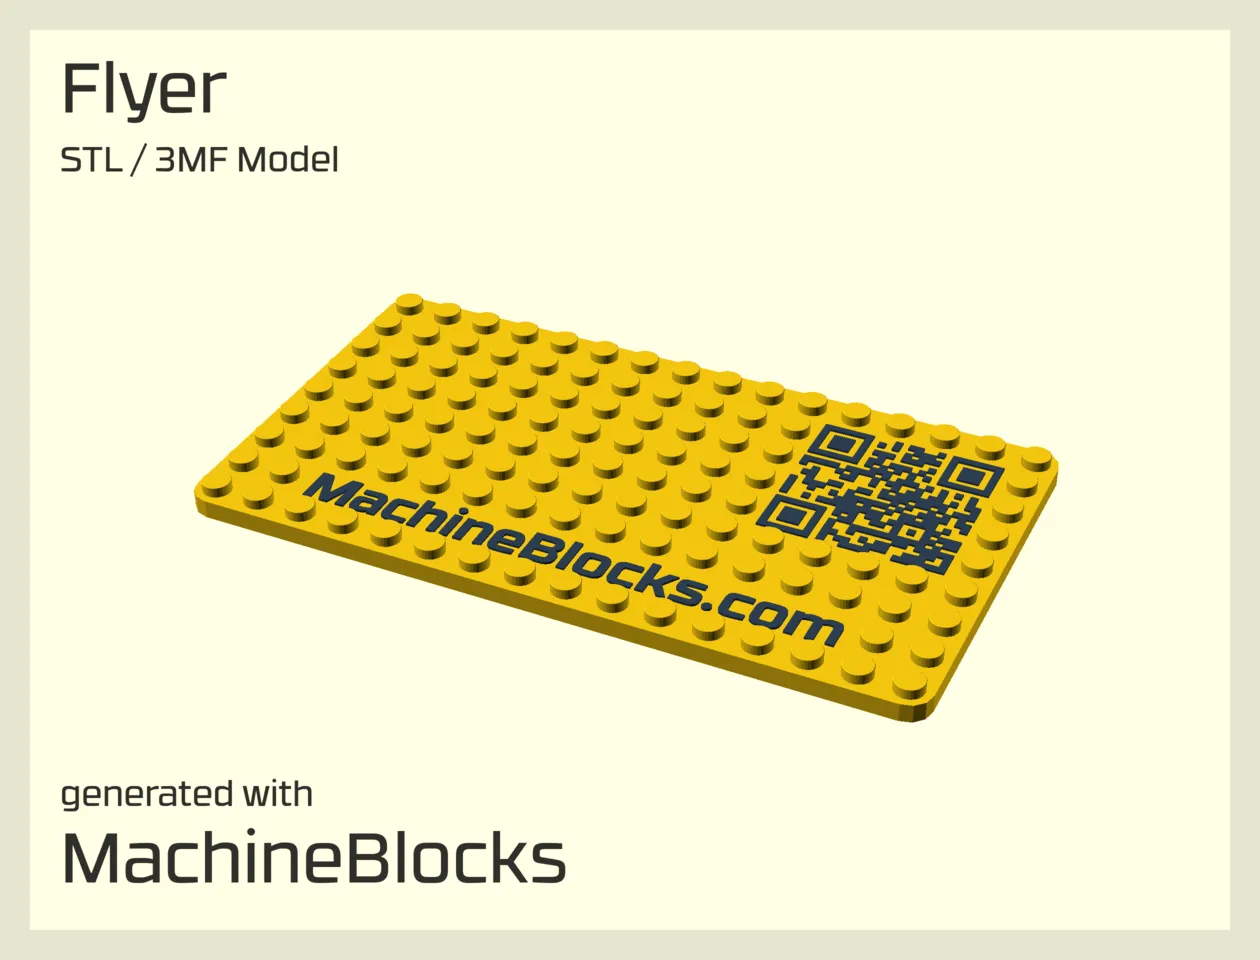 Flyer
STL / 3MF Model
MachineBlocks.com
generated with
MachineBlocks